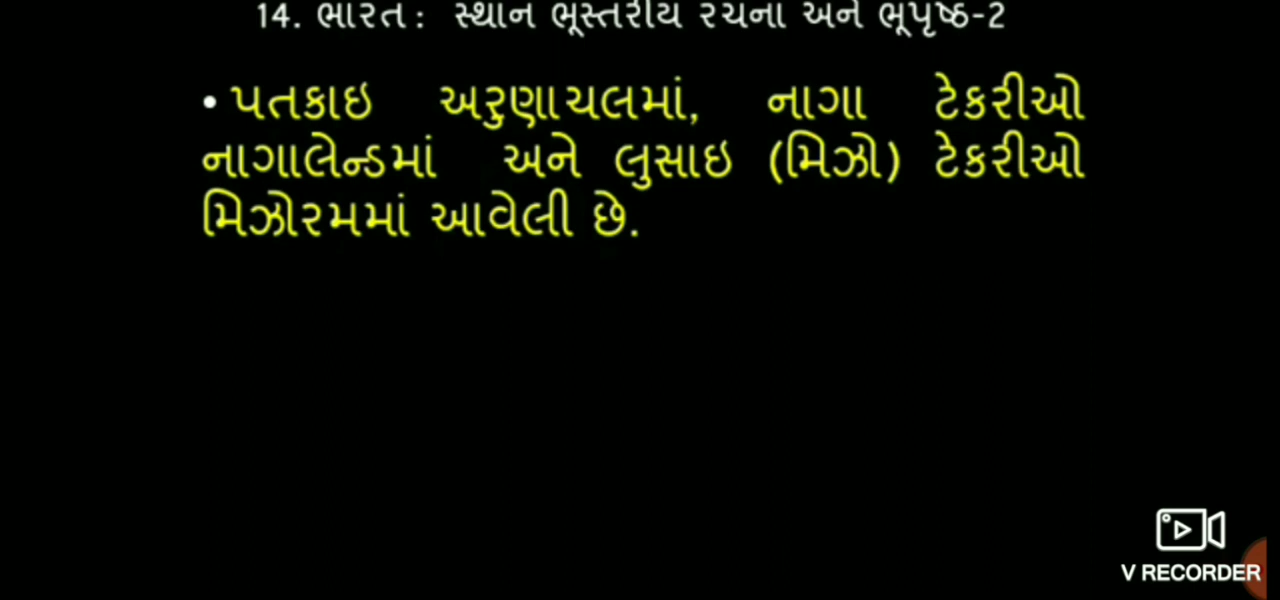 14. ભારત : સ્થાન ભૂસ્તરીય રચના અને ભૂપૃષ્ઠ-2
• પતકાઇ અરુણાચલમાં, નાગા ટેકરીઓ
નાગાલેન્ડમાં અને લુસાઇ (મિઝો) ટેકરીઓ
મિઝોરમમાં આવેલી છે.
V RECORDER